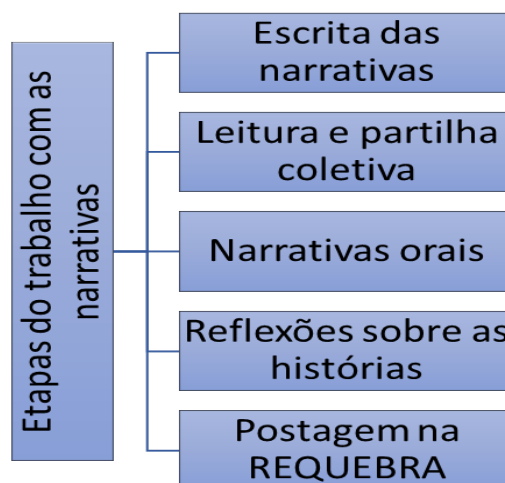 Etapas do trabalho com as
narrativas
Escrita das
narrativas
Leitura e partilha
coletiva
Narrativas orais
Reflexões sobre as
histórias
Postagem na
REQUEBRA